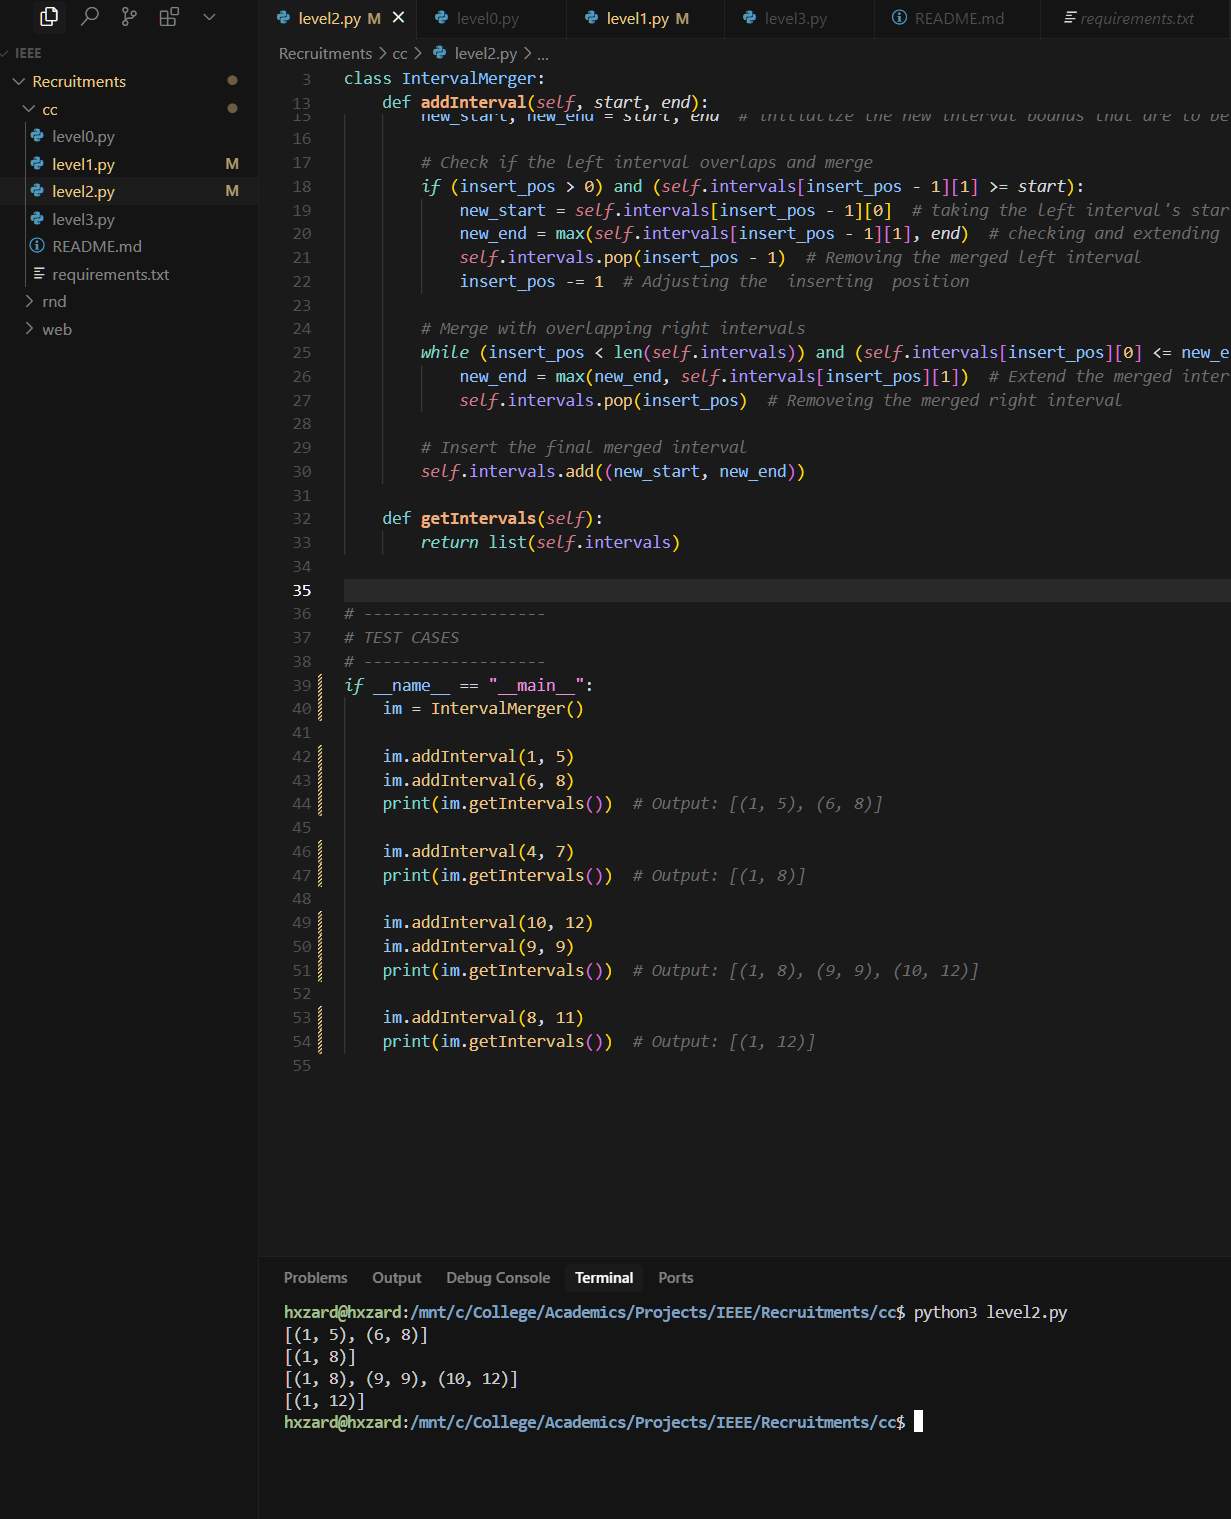 level2.py M
level0.py
level1.py M
level3.py
README.md
requirements.txt
IEEE
Recruitments
cc
level0.py
level1.py M
level2.py M
level3.py
README.md
requirements.txt
rnd
web
Recruitments > cc > level2.py > ...
3 class IntervalMerger:
13 def addInterval(self, start, end):
15 new_start, new_end = start, end # initialize the new interval bounds that are to be
16
17 # Check if the left interval overlaps and merge
18 if (insert_pos > 0) and (self.intervals[insert_pos - 1][1] >= start):
19 new_start = self.intervals[insert_pos - 1][0] # taking the left interval's star
20 new_end = max(self.intervals[insert_pos - 1][1], end) # checking and extending
21 self.intervals.pop(insert_pos - 1) # Removing the merged left interval
22 insert_pos -= 1 # Adjusting the  inserting  position
23
24 # Merge with overlapping right intervals
25 while (insert_pos < len(self.intervals)) and (self.intervals[insert_pos][0] <= new_e
26 new_end = max(new_end, self.intervals[insert_pos][1]) # Extend the merged inter
27 self.intervals.pop(insert_pos) # Removeing the merged right interval
28
29 # Insert the final merged interval
30 self.intervals.add((new_start, new_end))
31
32 def getIntervals(self):
33 return list(self.intervals)
34
35
36 # -------------------
37 # TEST CASES
38 # -------------------
39 if __name__ == "__main__":
40 im = IntervalMerger()
41
42 im.addInterval(1, 5)
43 im.addInterval(6, 8)
44 print(im.getIntervals()) # Output: [(1, 5), (6, 8)]
45
46 im.addInterval(4, 7)
47 print(im.getIntervals()) # Output: [(1, 8)]
48
49 im.addInterval(10, 12)
50 im.addInterval(9, 9)
51 print(im.getIntervals()) # Output: [(1, 8), (9, 9), (10, 12)]
52
53 im.addInterval(8, 11)
54 print(im.getIntervals()) # Output: [(1, 12)]
55
Problems Output Debug Console Terminal Ports
hxzard@hxzard:/mnt/c/College/Academics/Projects/IEEE/Recruitments/cc$ python3 level2.py
[(1, 5), (6, 8)]
[(1, 8)]
[(1, 8), (9, 9), (10, 12)]
[(1, 12)]
hxzard@hxzard:/mnt/c/College/Academics/Projects/IEEE/Recruitments/cc$